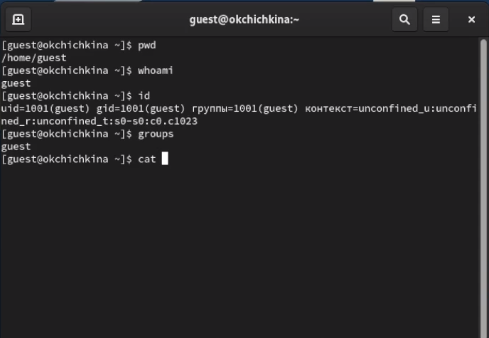 guest@okchichkina:~
[guest@okchichkina ~]$ pwd
/home/guest
[guest@okchichkina ~]$ whoami
guest
[guest@okchichkina ~]$ id
uid=1001(guest) gid=1001(guest) группы=1001(guest) контекст=unconfined_u:unconfi
ned_r:unconfined_t:s0-s0:c0.c1023
[guest@okchichkina ~]$ groups
guest
[guest@okchichkina ~]$ cat